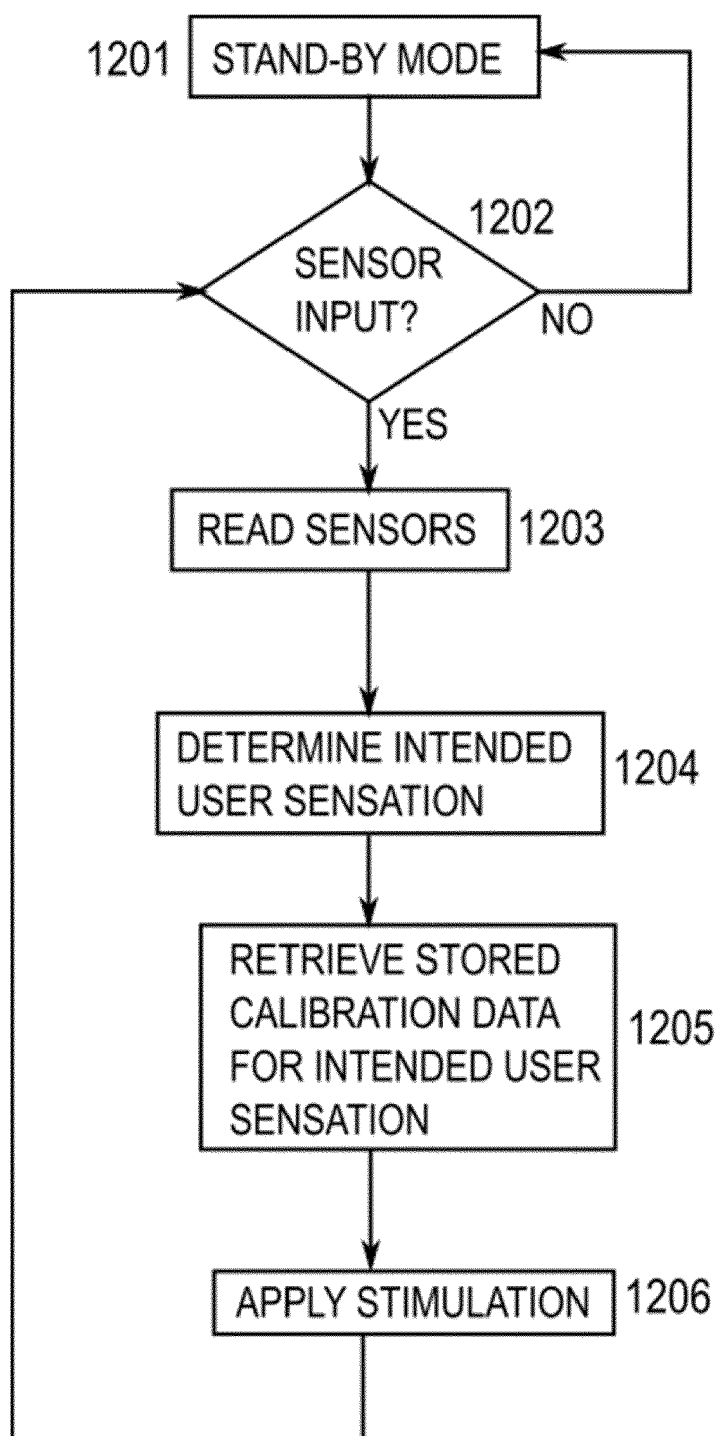 1201 STAND-BY MODE
1202
SENSOR
INPUT?
NO
YES
READ SENSORS 1203
DETERMINE INTENDED
USER SENSATION
1204
RETRIEVE STORED
CALIBRATION DATA
FOR INTENDED USER
SENSATION
1205
APPLY STIMULATION 1206